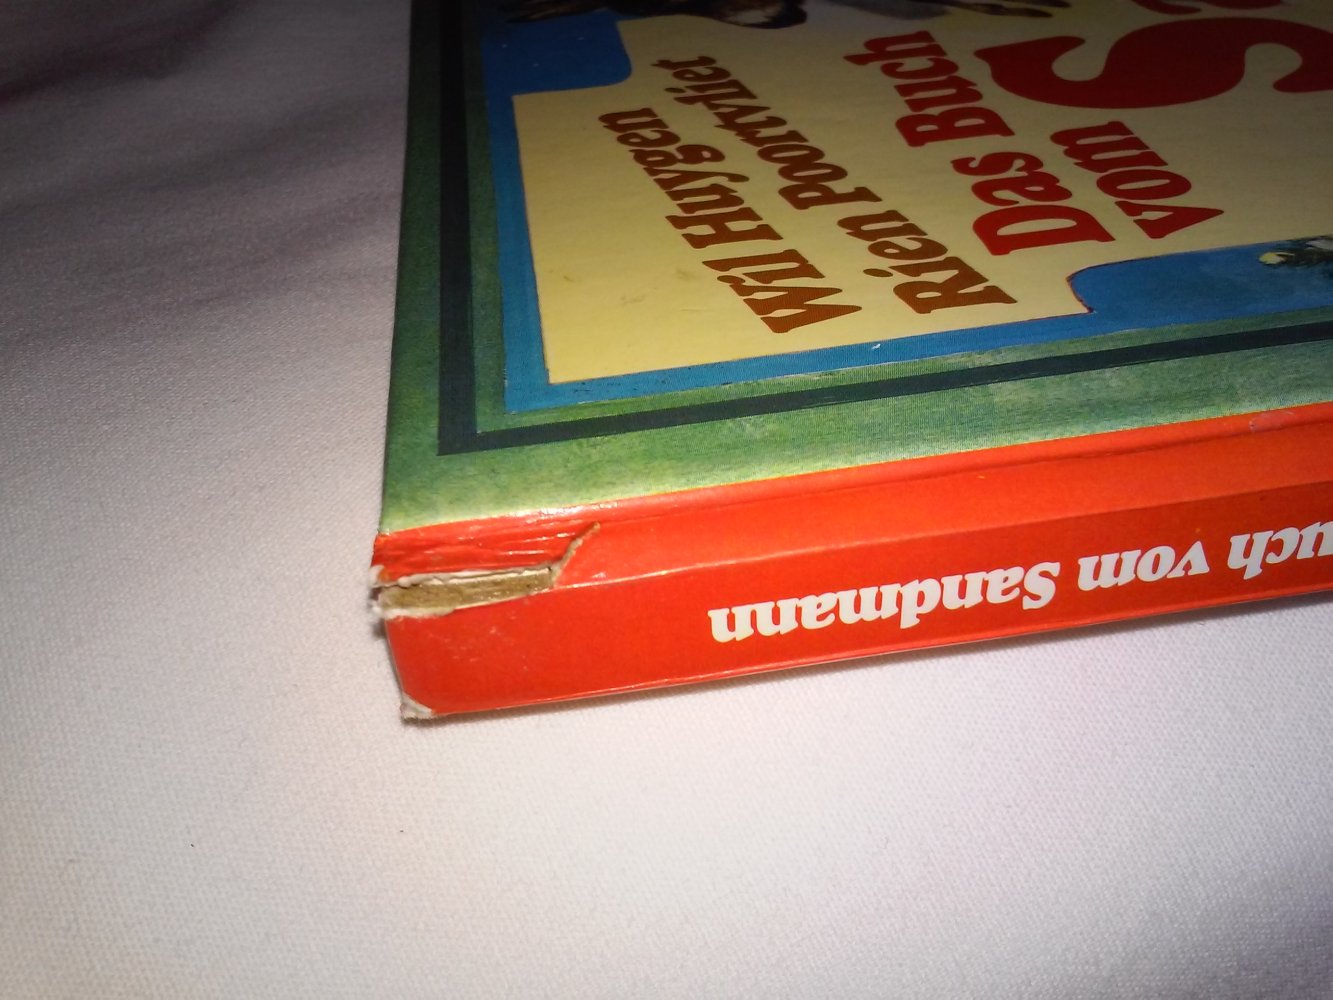 Wil Huygen
Rien Poortvliet
Das Buch
vom
S
uch vom Sandmann